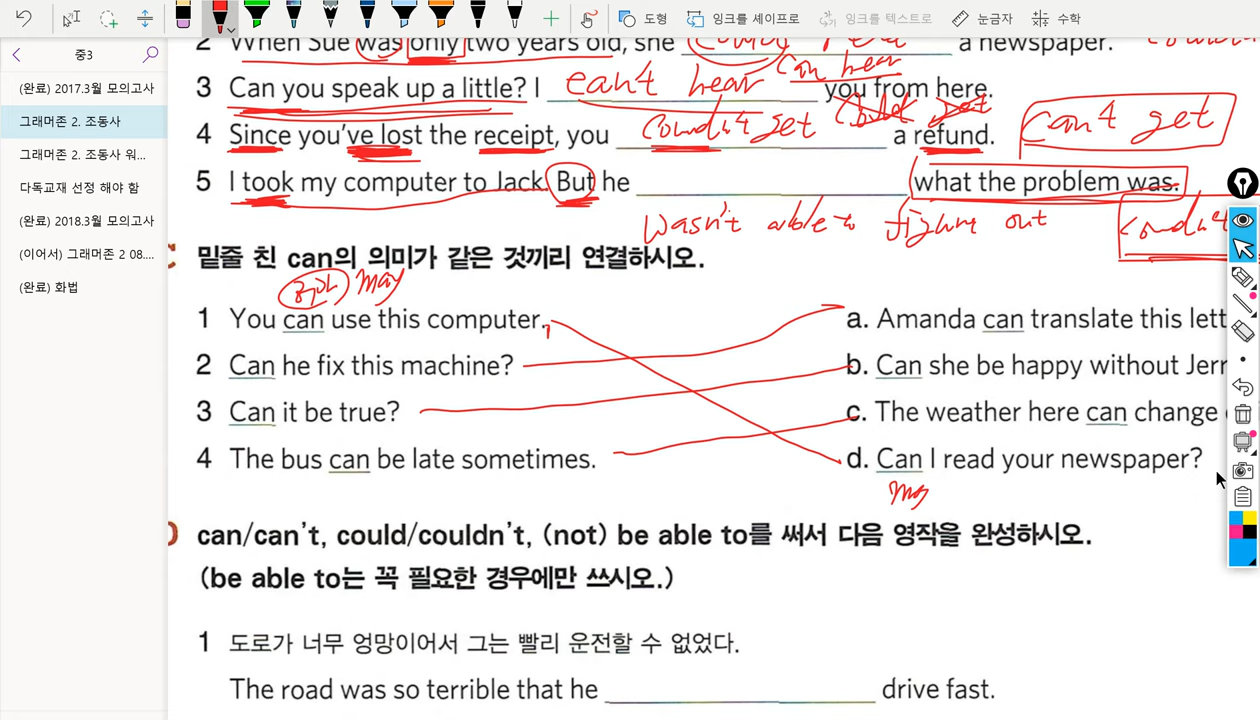 도형 잉크를 셰이프로 잉크를 텍스트로 눈금자 수학
중3
(완료) 2017.3월 모의고사
그래머존 2. 조동사
그래머존 2. 조동사 워...
다독교재 선정 해야 함
(완료) 2018.3월 모의고사
(이어서) 그래머존 2 08....
(완료) 화법
2 When Sue was only two years old, she a newspaper.
can hear
3 Can you speak up a little? I can't hear you from here.
4 Since you've lost the receipt, you couldn't get a refund. can't get
5 I took my computer to Jack. But he what the problem was.
wasn't able to figure out
C 밑줄 친 can의 의미가 같은 것끼리 연결하시오.
may
1 You can use this computer. a. Amanda can translate this lett
2 Can he fix this machine? b. Can she be happy without Jerr
3 Can it be true? c. The weather here can change
4 The bus can be late sometimes. d. Can I read your newspaper?
may
D can/can't, could/couldn't, (not) be able to를 써서 다음 영작을 완성하시오.
(be able to는 꼭 필요한 경우에만 쓰시오.)
1 도로가 너무 엉망이어서 그는 빨리 운전할 수 없었다.
The road was so terrible that he drive fast.